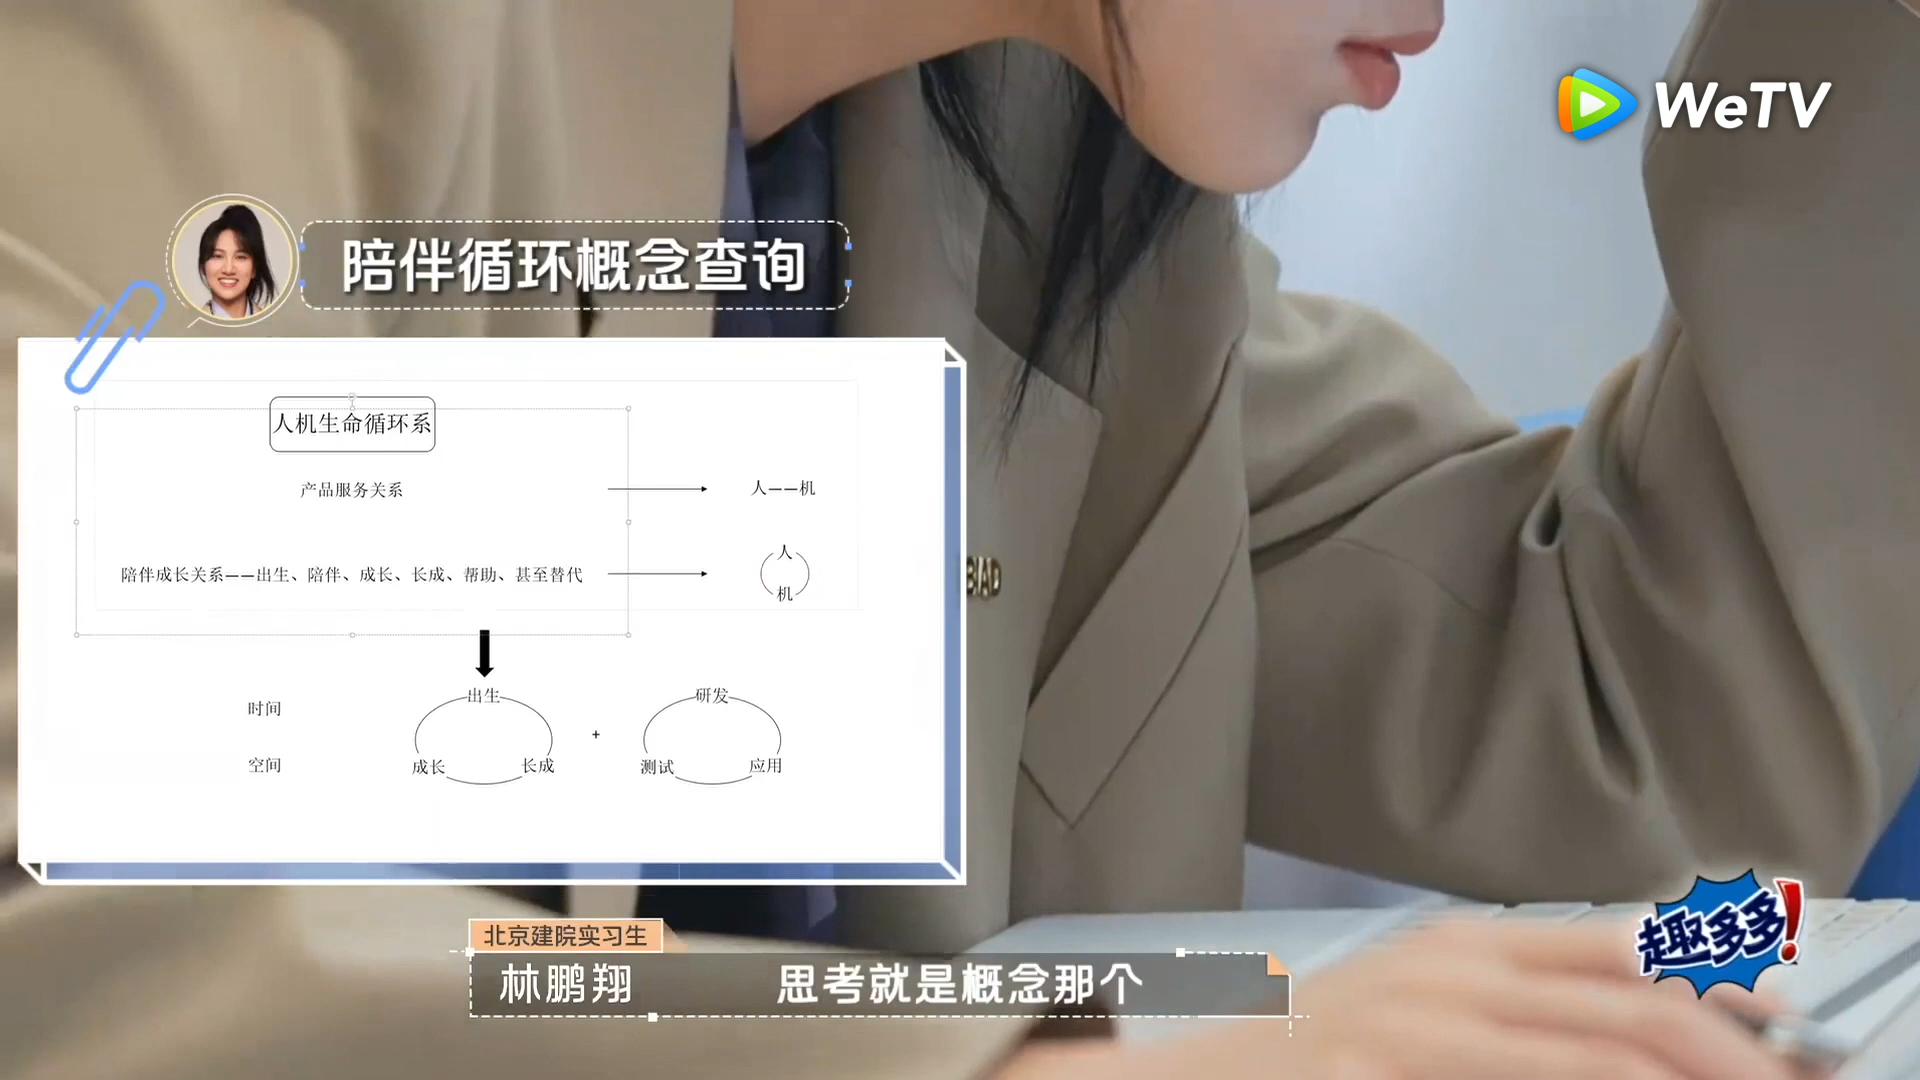 WeTV
陪伴循环概念查询
人机生命循环系
产品服务关系
人——机
陪伴成长关系——出生、陪伴、成长、长成、帮助、甚至替代
人
机
出生
研发
时间
+
空间
成长
长成
测试
应用
BIAD
北京建院实习生
林鹏翔
思考就是概念那个
趣多多!